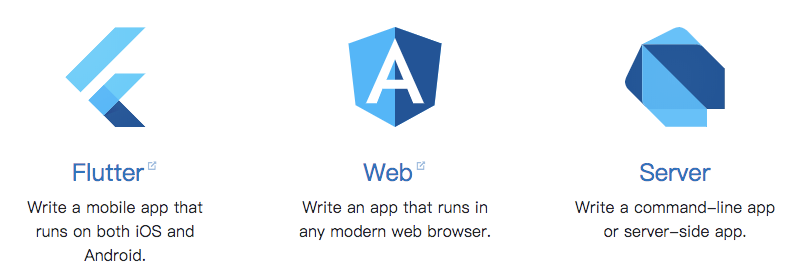 A
Flutter
Write a mobile app that
runs on both iOS and
Android.
Web
Write an app that runs in
any modern web browser.
Server
Write a command-line app
or server-side app.